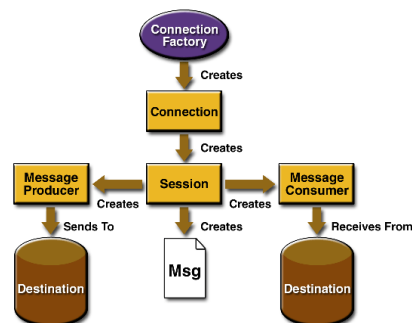 Connection
Factory
Creates
Connection
Creates
Message
Producer
Session
Message
Consumer
Creates
Creates
Sends To
Creates
Receives From
Destination
Msg
Destination